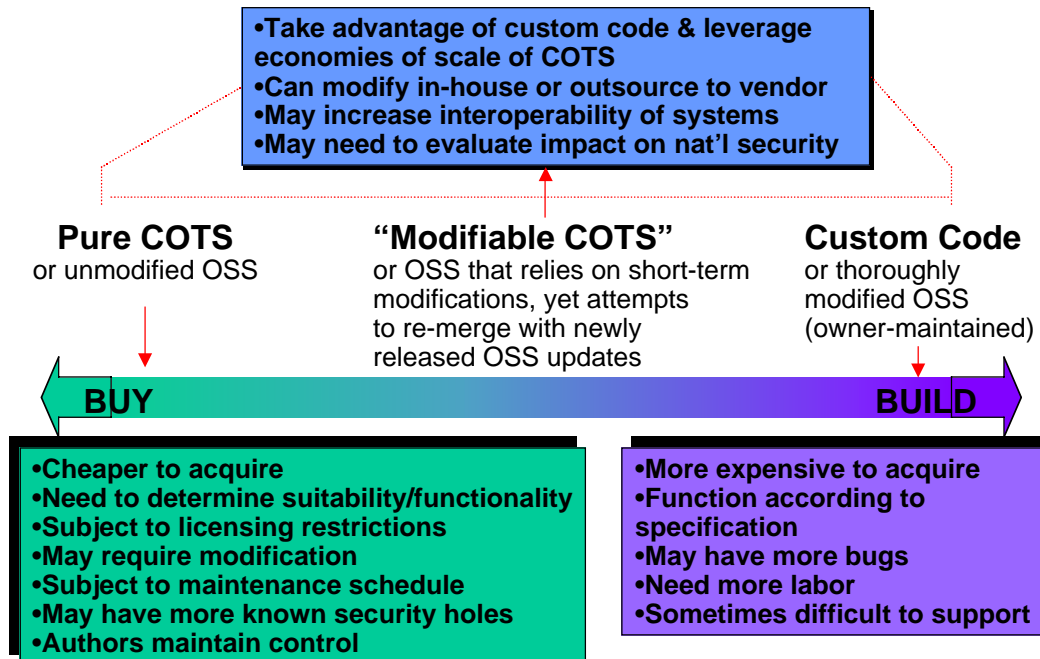 •Take advantage of custom code & leverage
economies of scale of COTS
•Can modify in-house or outsource to vendor
•May increase interoperability of systems
•May need to evaluate impact on nat’l security
Pure COTS
or unmodified OSS
“Modifiable COTS”
or OSS that relies on short-term
modifications, yet attempts
to re-merge with newly
released OSS updates
Custom Code
or thoroughly
modified OSS
(owner-maintained)
BUY
BUILD
•Cheaper to acquire
•Need to determine suitability/functionality
•Subject to licensing restrictions
•May require modification
•Subject to maintenance schedule
•May have more known security holes
•Authors maintain control
•More expensive to acquire
•Function according to
specification
•May have more bugs
•Need more labor
•Sometimes difficult to support